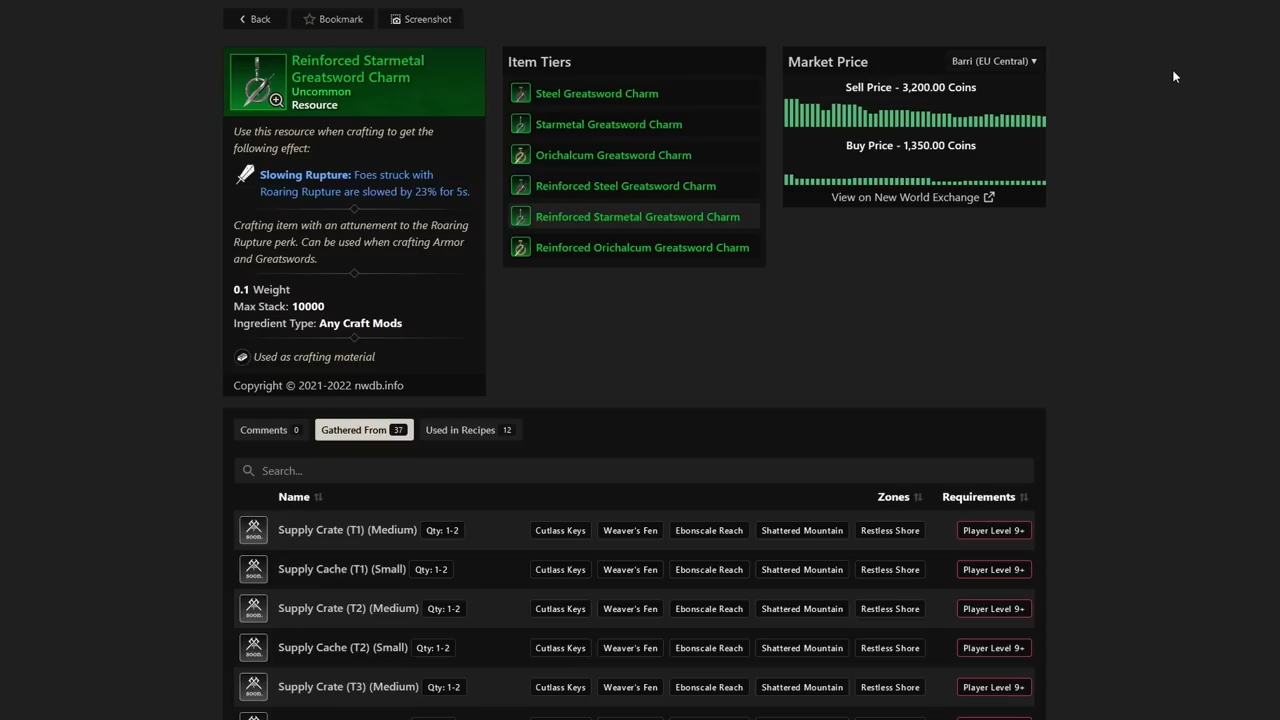 Back
Bookmark
Screenshot
Reinforced Starmetal
Greatsword Charm
Uncommon
Resource
Use this resource when crafting to get the
following effect:
Slowing Rupture: Foes struck with
Roaring Rupture are slowed by 23% for 5s.
Crafting item with an attunement to the Roaring
Rupture perk. Can be used when crafting Armor
and Greatswords.
0.1 Weight
Max Stack: 10000
Ingredient Type: Any Craft Mods
Used as crafting material
Copyright © 2021-2022 nwdb.info
Item Tiers
Steel Greatsword Charm
Starmetal Greatsword Charm
Orichalcum Greatsword Charm
Reinforced Steel Greatsword Charm
Reinforced Starmetal Greatsword Charm
Reinforced Orichalcum Greatsword Charm
Market Price
Barri (EU Central) ▾
Sell Price - 3,200.00 Coins
Buy Price - 1,350.00 Coins
View on New World Exchange
Comments 0 Gathered From 37 Used in Recipes 12
Search...
Name Zones Requirements
soon. Supply Crate (T1) (Medium) Qty: 1-2 Cutlass Keys Weaver's Fen Ebonscale Reach Shattered Mountain Restless Shore Player Level 9+
soon. Supply Cache (T1) (Small) Qty: 1-2 Cutlass Keys Weaver's Fen Ebonscale Reach Shattered Mountain Restless Shore Player Level 9+
soon. Supply Crate (T2) (Medium) Qty: 1-2 Cutlass Keys Weaver's Fen Ebonscale Reach Shattered Mountain Restless Shore Player Level 9+
soon. Supply Cache (T2) (Small) Qty: 1-2 Cutlass Keys Weaver's Fen Ebonscale Reach Shattered Mountain Restless Shore Player Level 9+
soon. Supply Crate (T3) (Medium) Qty: 1-2 Cutlass Keys Weaver's Fen Ebonscale Reach Shattered Mountain Restless Shore Player Level 9+